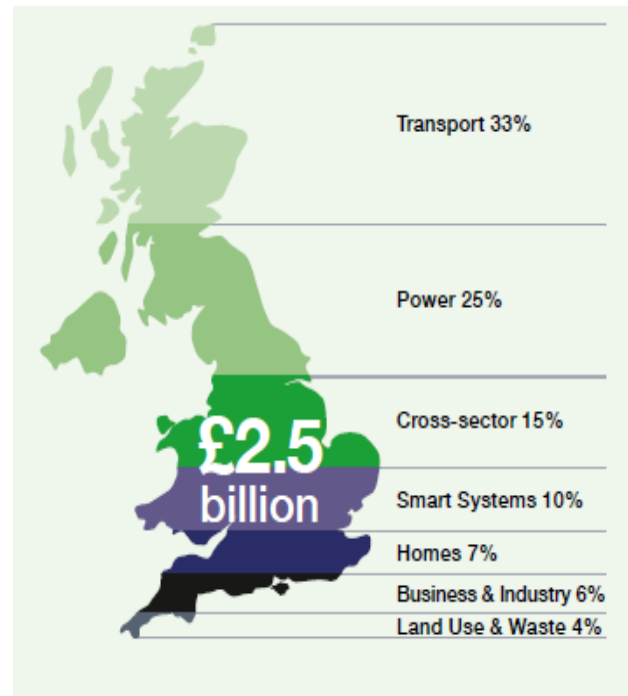 Transport 33%
Power 25%
Cross-sector 15%
£2.5
billion
Smart Systems 10%
Homes 7%
Business & Industry 6%
Land Use & Waste 4%